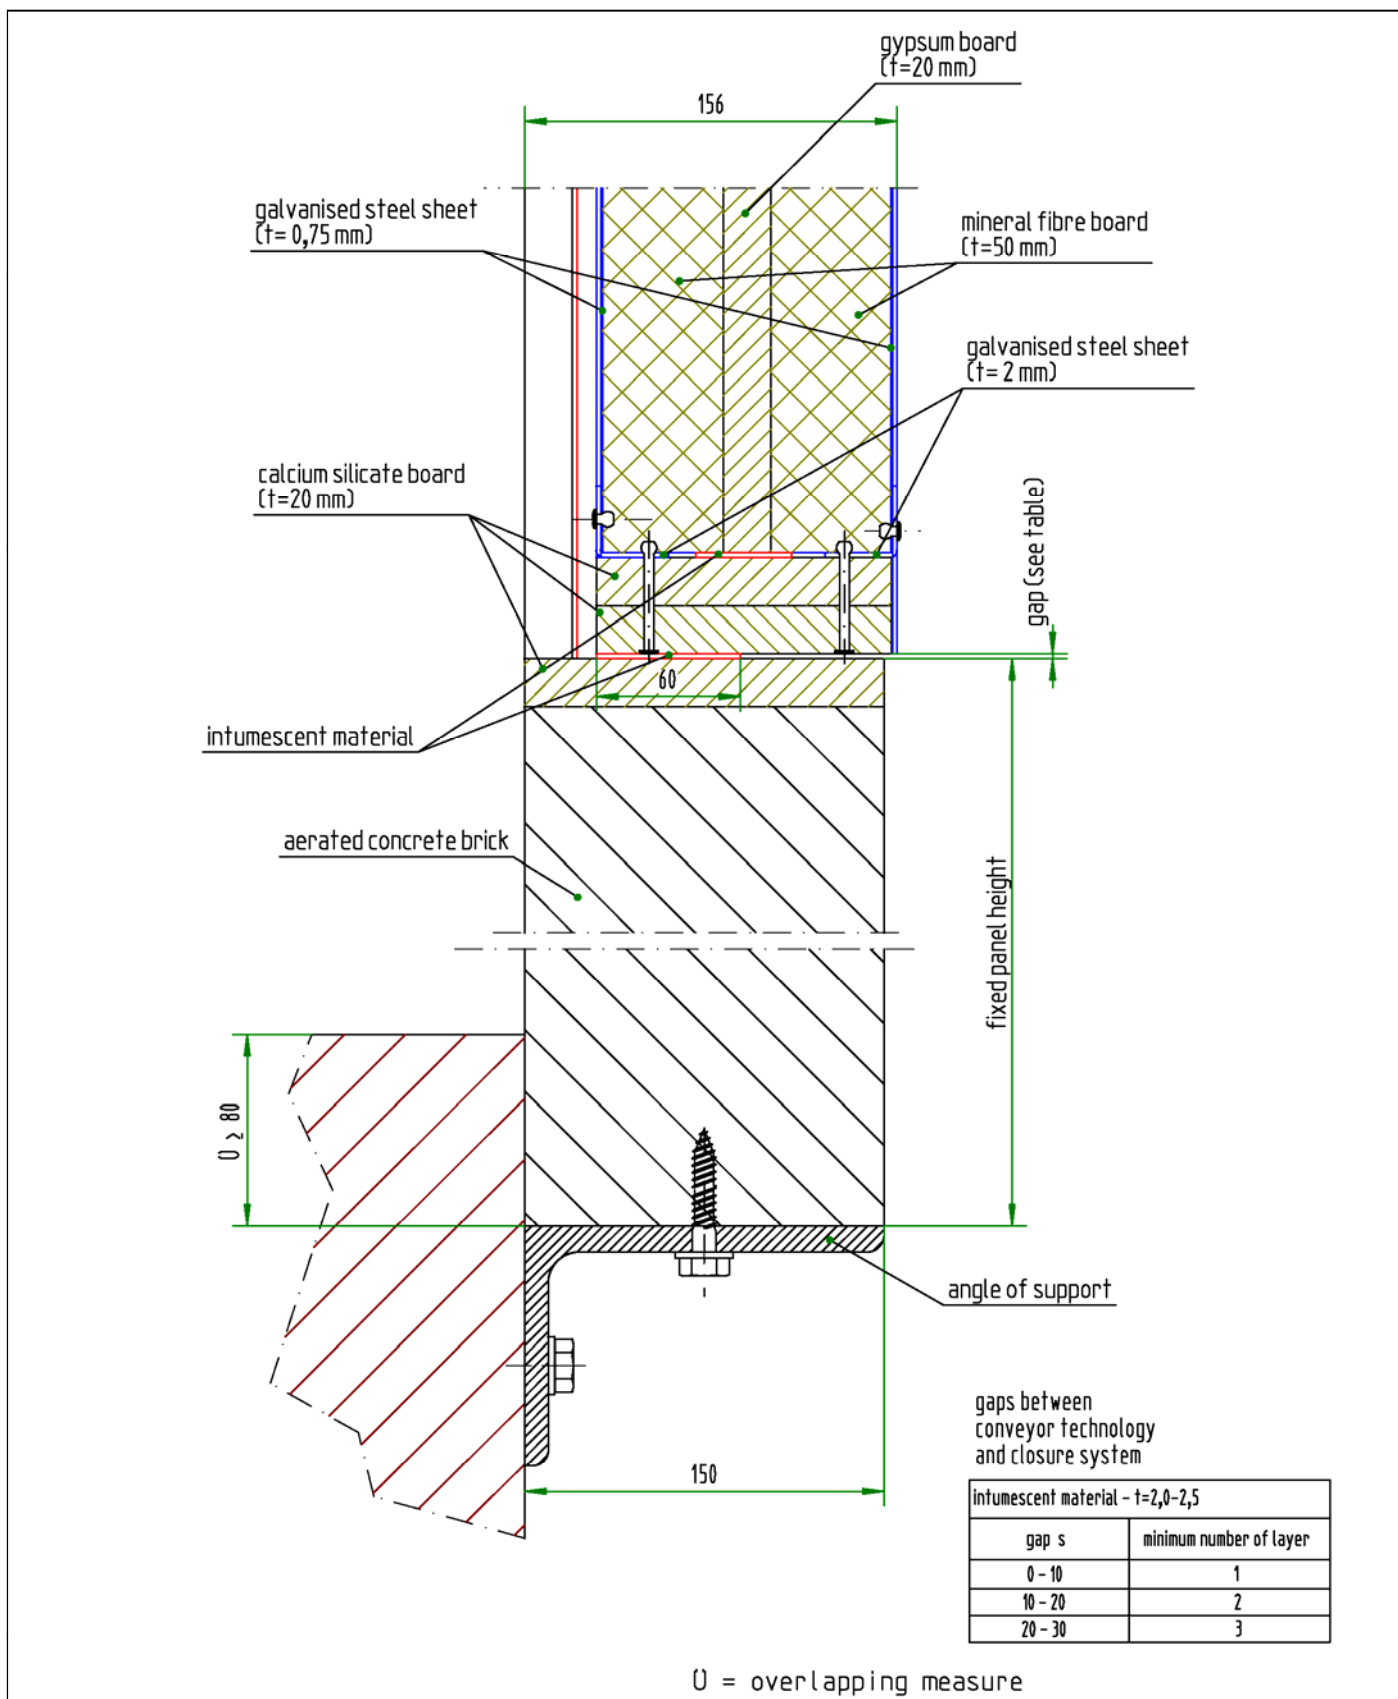 gypsum board
(t=20 mm)
156
galvanised steel sheet
(t= 0,75 mm)
mineral fibre board
(t=50 mm)
galvanised steel sheet
(t= 2 mm)
calcium silicate board
(t=20 mm)
gap (see table)
60
intumescent material
aerated concrete brick
fixed panel height
Ü ≥ 80
angle of support
150
gaps between
conveyor technology
and closure system
intumescent material - t=2,0-2,5
gap s minimum number of layer
0 - 10 1
10 - 20 2
20 - 30 3
Ü = overlapping measure